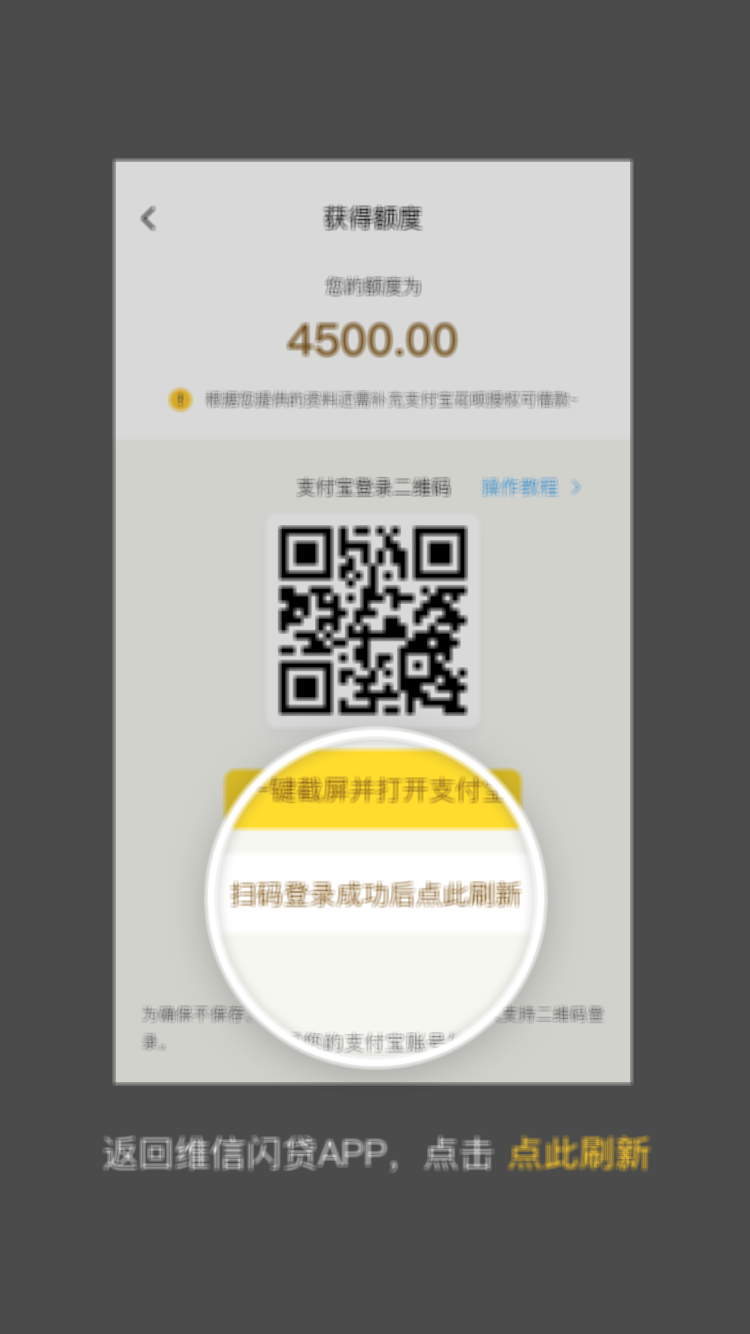 获得额度
您的额度为
4500.00
根据您提供的资料还需补充支付宝花呗授权可借款~
支付宝登录二维码 操作教程
一键截屏并打开支付宝
扫码登录成功后点此刷新
为确保不保存、 支持二维码登
您的支付宝账号
录。
返回维信闪贷APP，点击 点此刷新